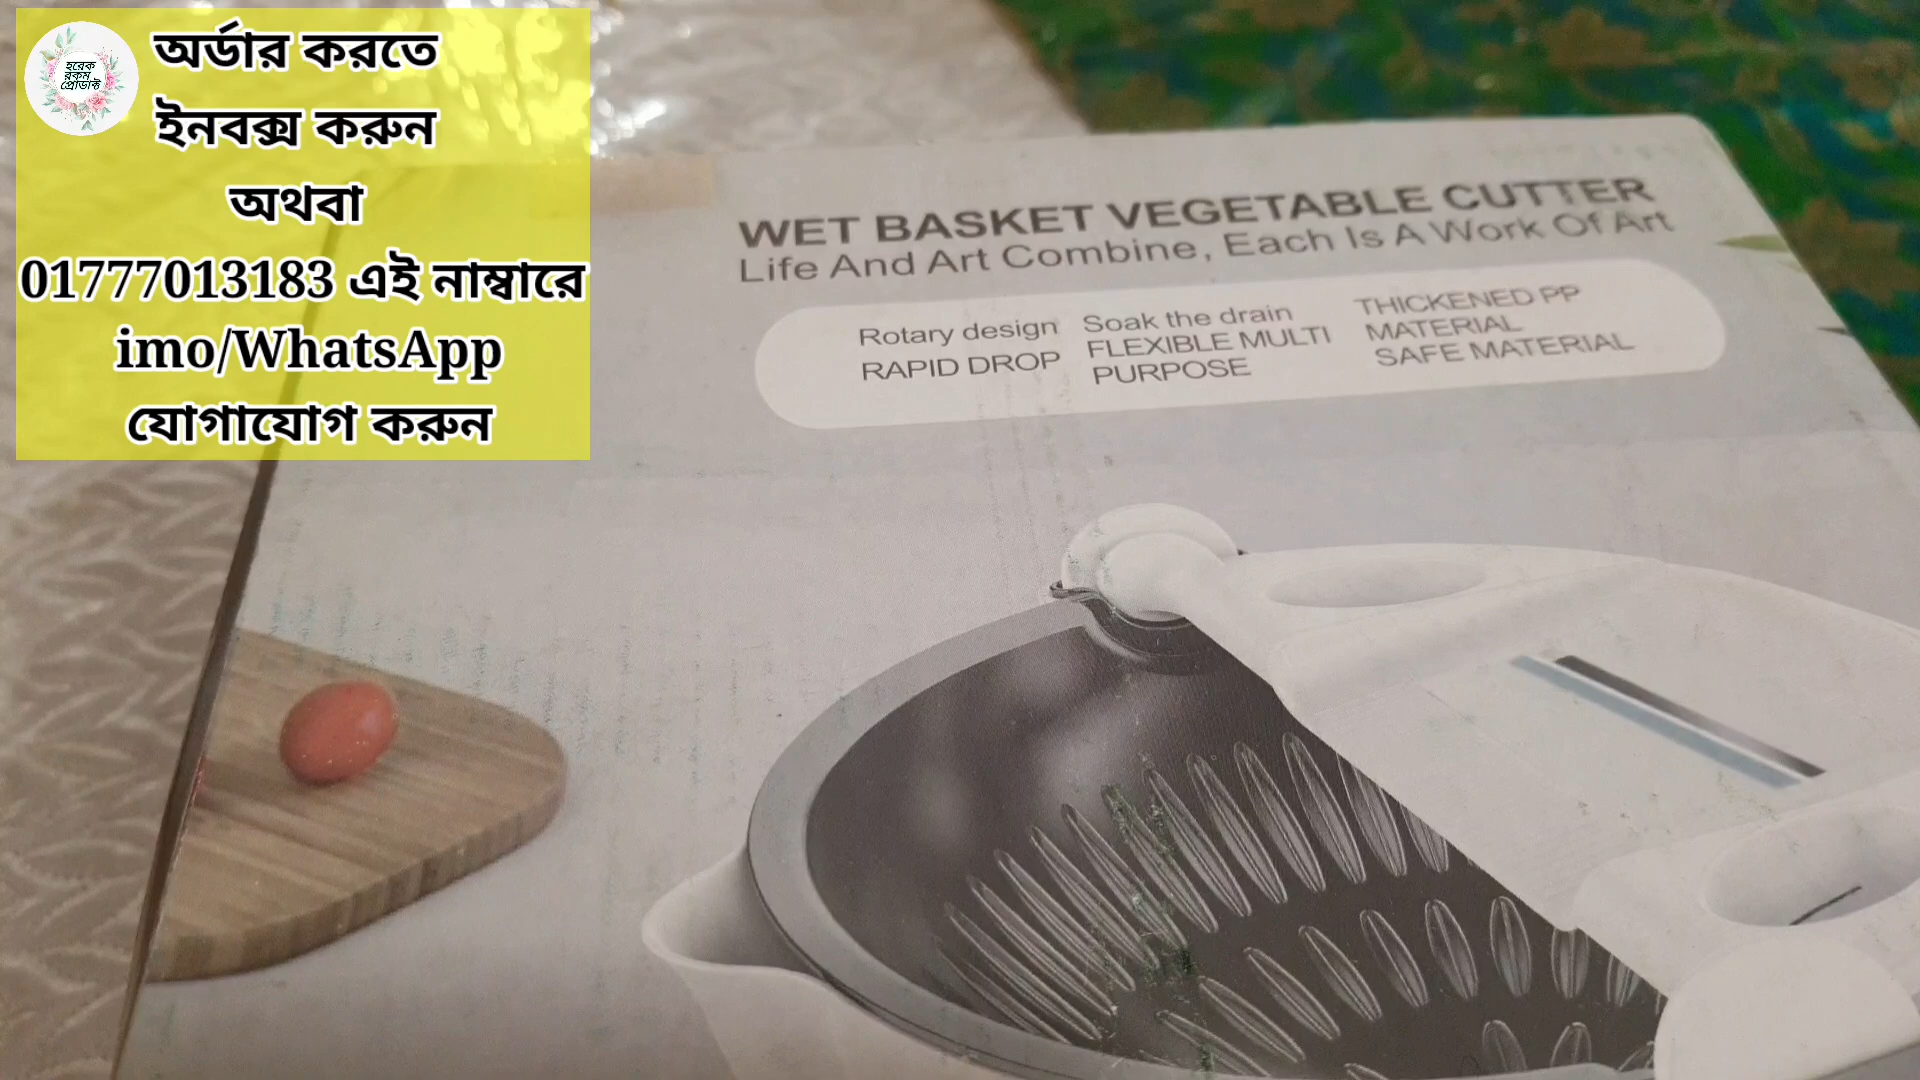 হরেক
রকম
প্রোডাক্ট
অর্ডার করতে
ইনবক্স করুন
অথবা
01777013183 এই নাম্বারে
imo/WhatsApp
যোগাযোগ করুন
WET BASKET VEGETABLE CUTTER
Life And Art Combine, Each Is A Work Of Art
Rotary design
RAPID DROP
Soak the drain
FLEXIBLE MULTI
PURPOSE
THICKENED PP
MATERIAL
SAFE MATERIAL